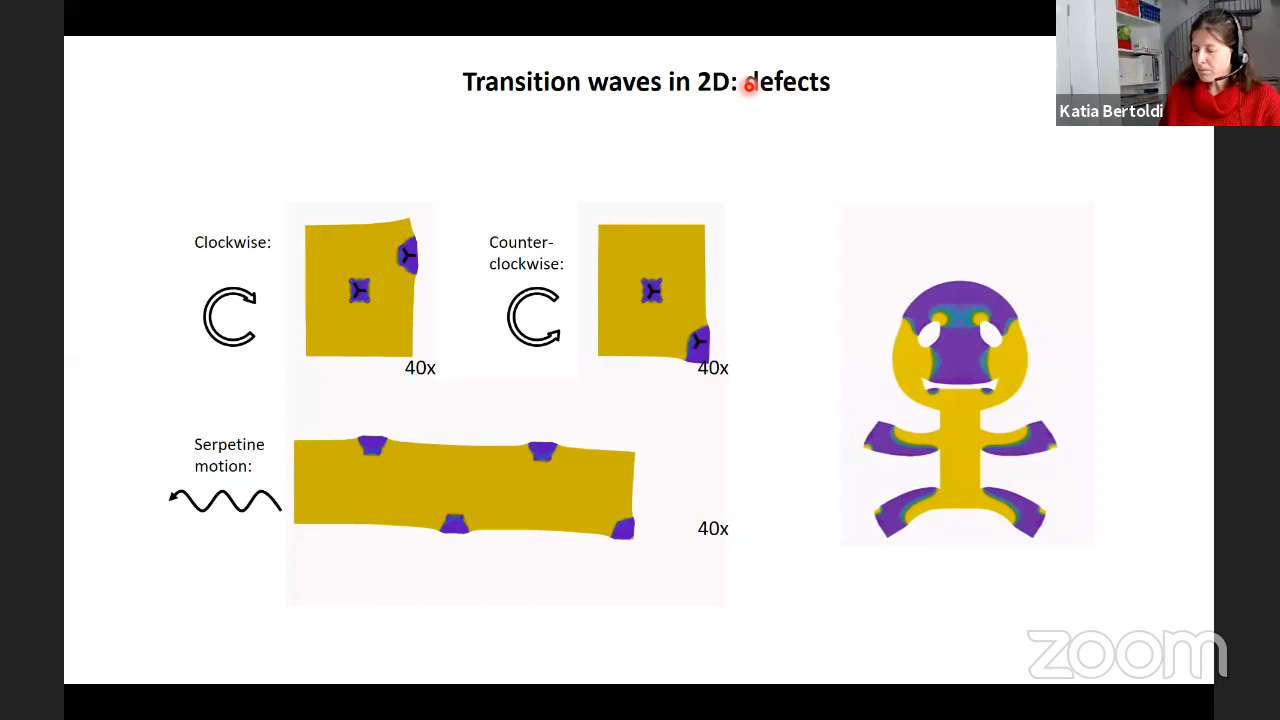 Transition waves in 2D: defects
Katia Bertoldi
Clockwise:
40x
Counter-
clockwise:
40x
Serpetine
motion:
40x
zoom